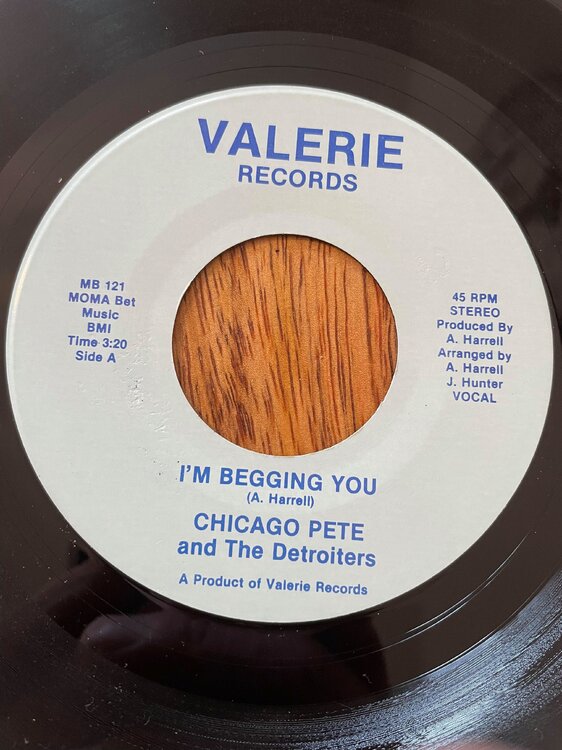 VALERIE
RECORDS
MB 121
MOMA Bet
Music
BMI
Time 3:20
Side A
45 RPM
STEREO
Produced By
A. Harrell
Arranged by
A. Harrell
J. Hunter
VOCAL
I'M BEGGING YOU
(A. Harrell)
CHICAGO PETE
and The Detroiters
A Product of Valerie Records